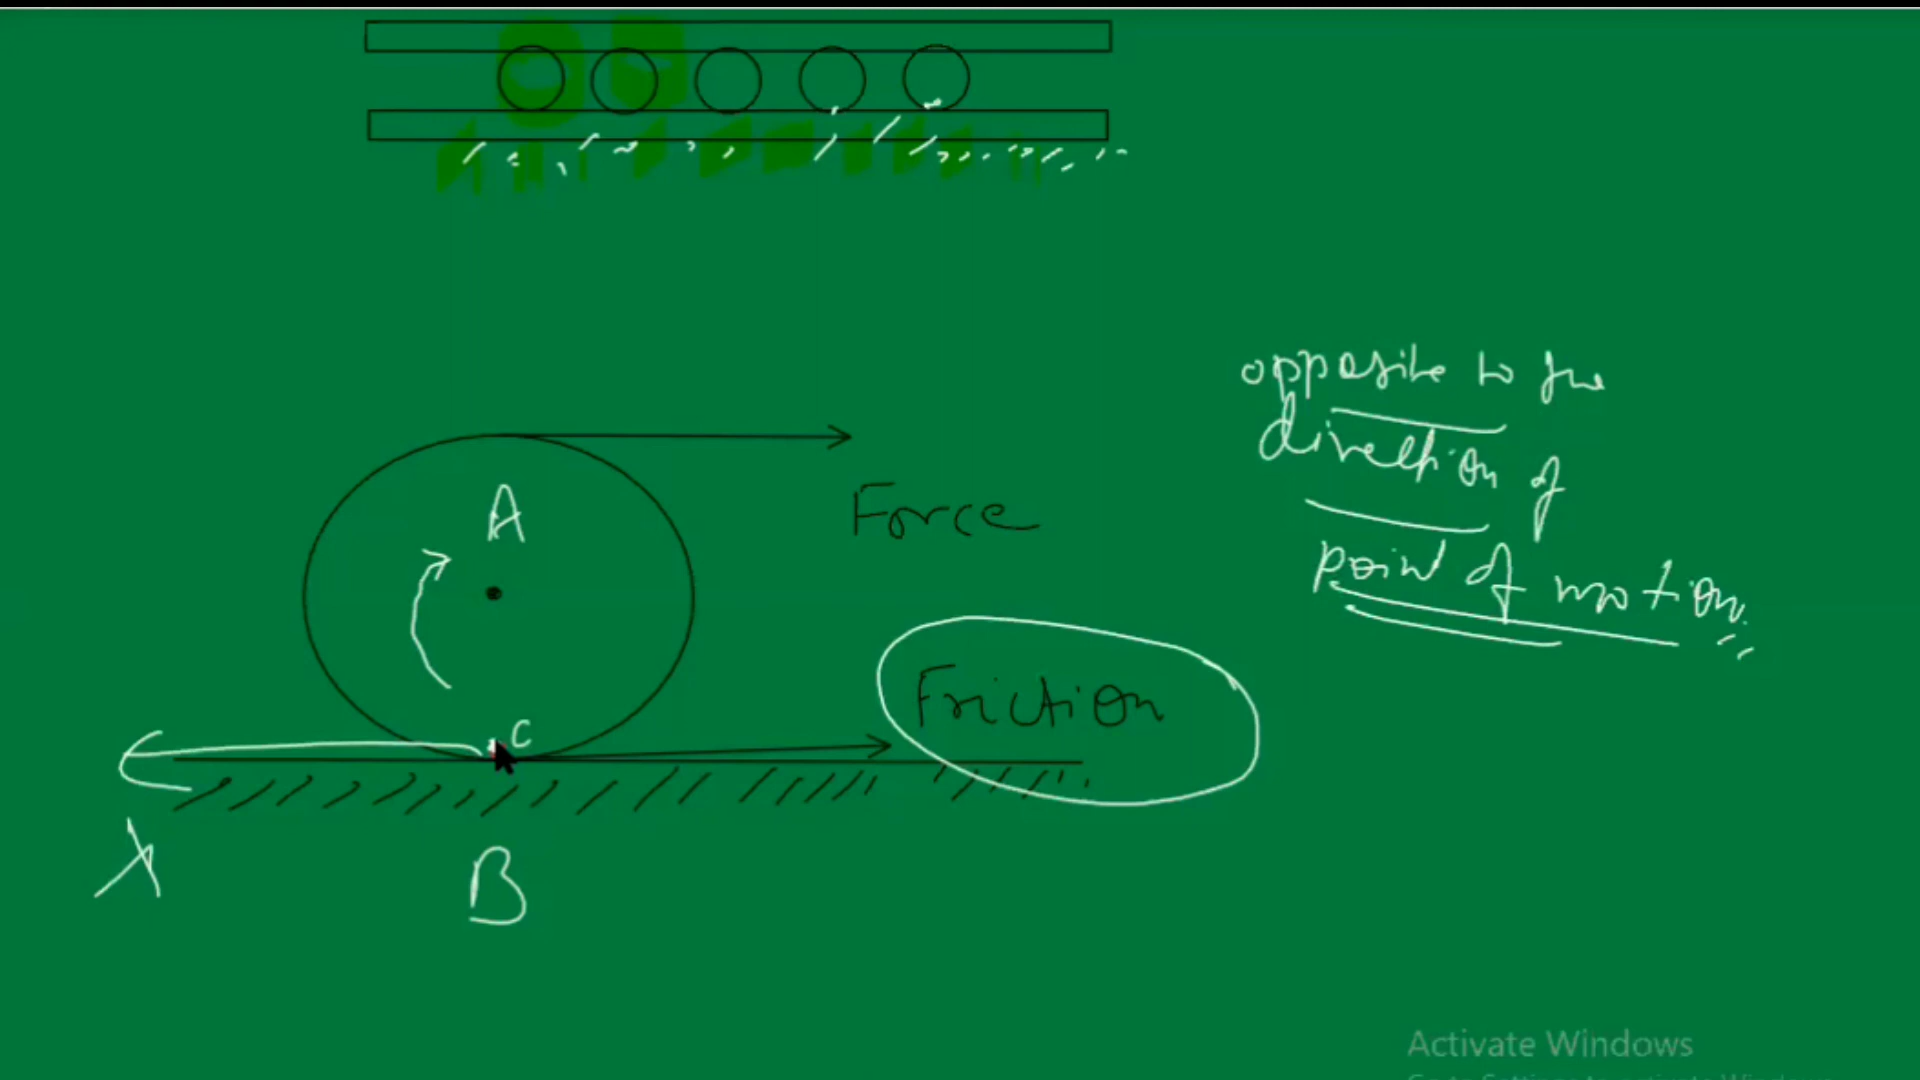 A
Force
opposite to the
direction of
point of motion
Friction
C
X
B
Activate Windows